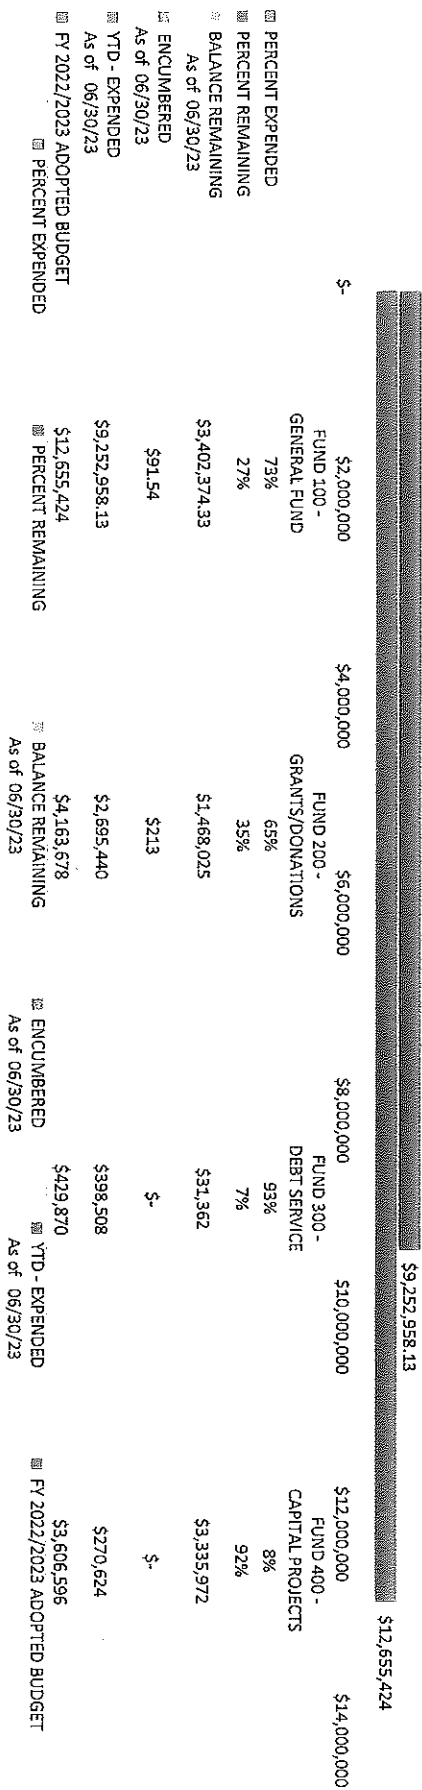 $9,252,958.13
$12,655,424
$- $2,000,000 $4,000,000 $6,000,000 $8,000,000 $10,000,000 $12,000,000 $14,000,000
FUND 100 - FUND 200 - FUND 300 - FUND 400 -
GENERAL FUND GRANTS/DONATIONS DEBT SERVICE CAPITAL PROJECTS
PERCENT EXPENDED 73% 65% 93% 8%
PERCENT REMAINING 27% 35% 7% 92%
BALANCE REMAINING $3,402,374.33 $1,468,025 $31,362 $3,335,972
As of 06/30/23
ENCUMBERED $91.54 $213 $- $-
As of 06/30/23
YTD - EXPENDED $9,252,958.13 $2,695,440 $398,508 $270,624
As of 06/30/23
FY 2022/2023 ADOPTED BUDGET $12,655,424 $4,163,678 $429,870 $3,606,596
PERCENT EXPENDED PERCENT REMAINING BALANCE REMAINING ENCUMBERED YTD - EXPENDED FY 2022/2023 ADOPTED BUDGET
As of 06/30/23 As of 06/30/23 As of 06/30/23